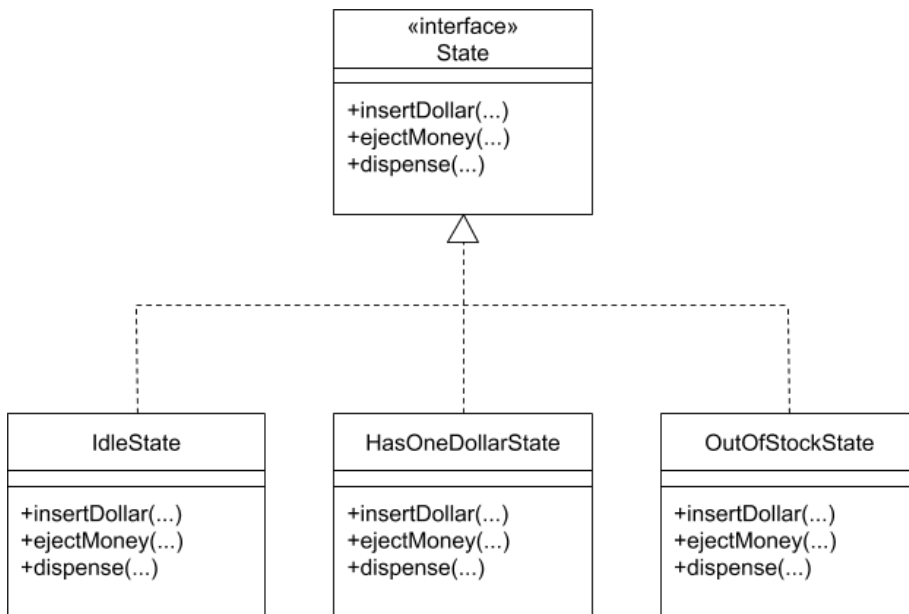 «interface»
State
+insertDollar(...)
+ejectMoney(...)
+dispense(...)
IdleState
+insertDollar(...)
+ejectMoney(...)
+dispense(...)
HasOneDollarState
+insertDollar(...)
+ejectMoney(...)
+dispense(...)
OutOfStockState
+insertDollar(...)
+ejectMoney(...)
+dispense(...)